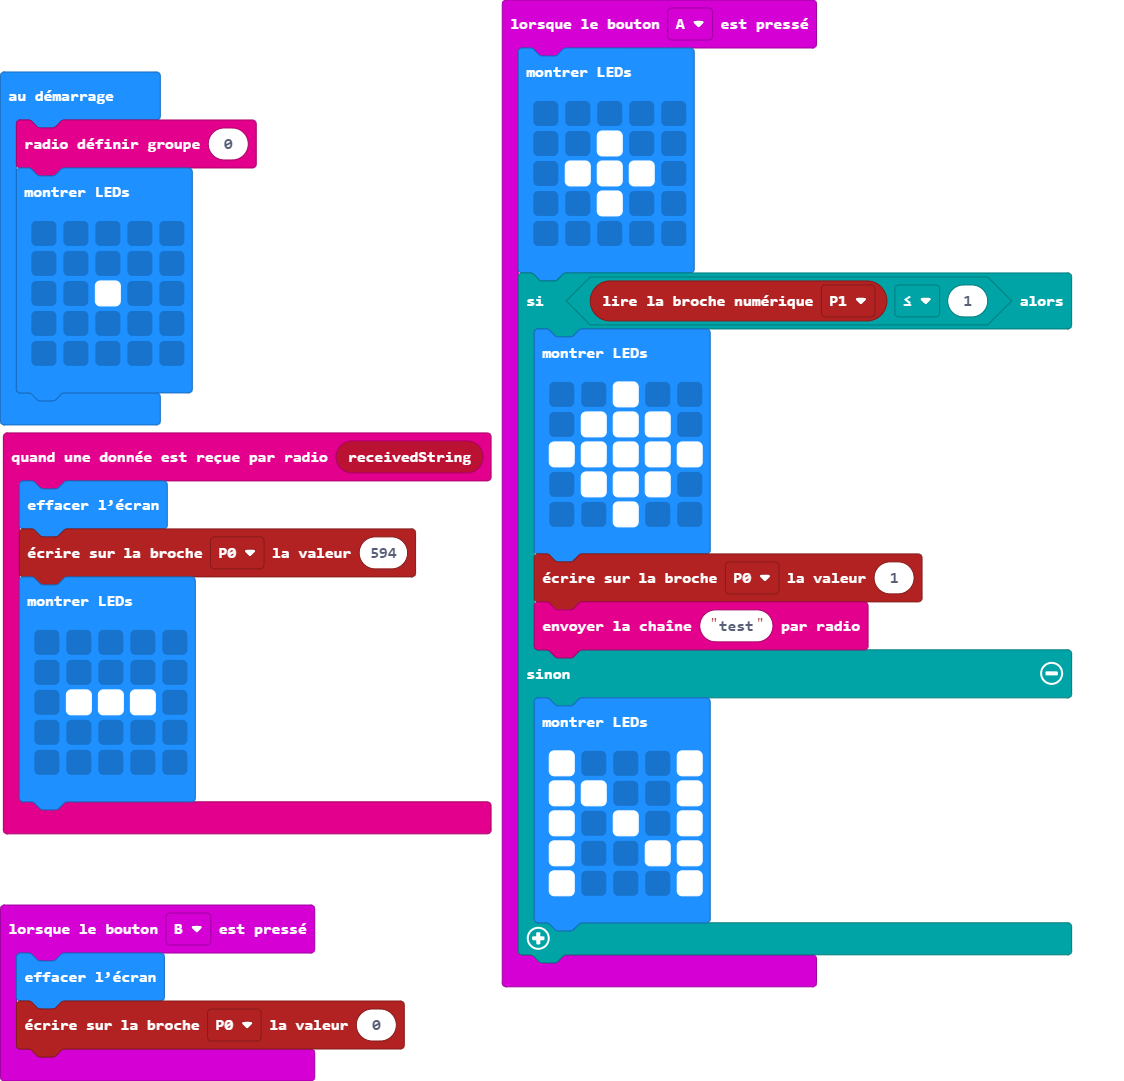 au démarrage
radio définir groupe 0
montrer LEDs
quand une donnée est reçue par radio receivedString
effacer l’écran
écrire sur la broche P0 la valeur 594
montrer LEDs
lorsque le bouton B est pressé
effacer l’écran
écrire sur la broche P0 la valeur 0
lorsque le bouton A est pressé
montrer LEDs
si lire la broche numérique P1 ≤ 1 alors
montrer LEDs
écrire sur la broche P0 la valeur 1
envoyer la chaîne "test" par radio
sinon
montrer LEDs